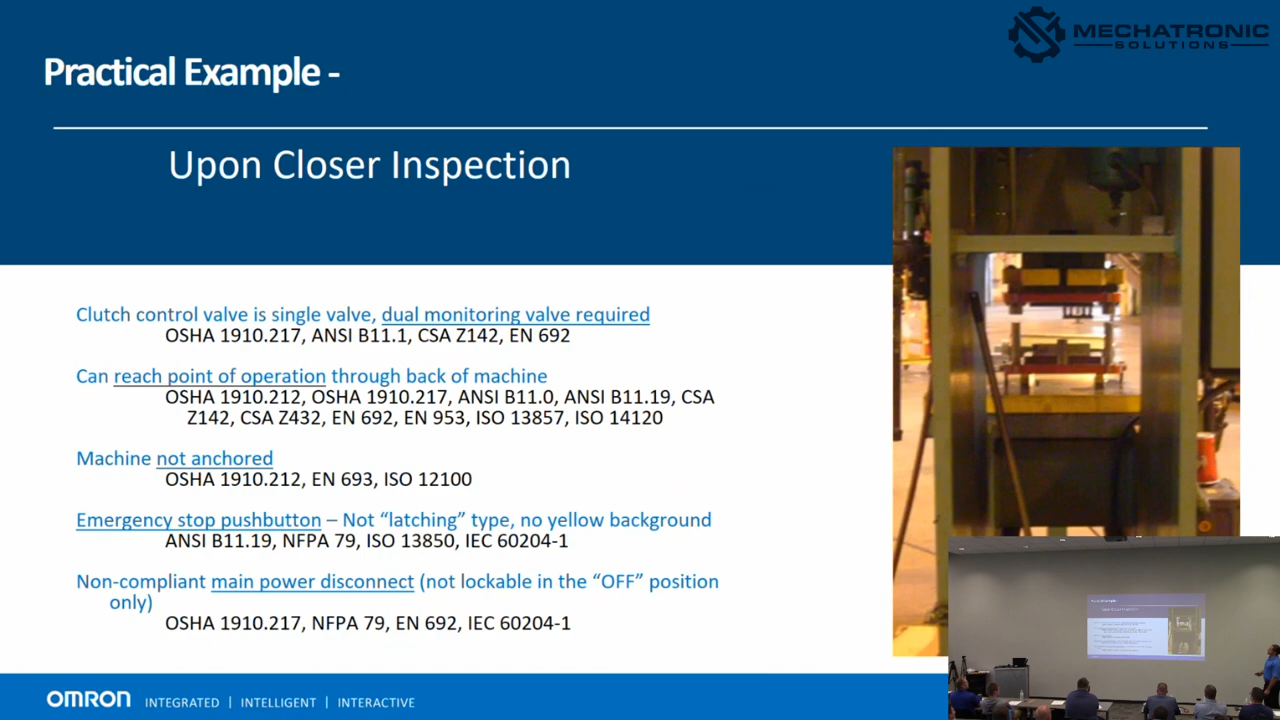 MECHATRONIC
SOLUTIONS
Practical Example -
Upon Closer Inspection
Clutch control valve is single valve, dual monitoring valve required
OSHA 1910.217, ANSI B11.1, CSA Z142, EN 692
Can reach point of operation through back of machine
OSHA 1910.212, OSHA 1910.217, ANSI B11.0, ANSI B11.19, CSA
Z142, CSA Z432, EN 692, EN 953, ISO 13857, ISO 14120
Machine not anchored
OSHA 1910.212, EN 693, ISO 12100
Emergency stop pushbutton – Not “latching” type, no yellow background
ANSI B11.19, NFPA 79, ISO 13850, IEC 60204-1
Non-compliant main power disconnect (not lockable in the “OFF” position
only)
OSHA 1910.217, NFPA 79, EN 692, IEC 60204-1
OMRON INTEGRATED | INTELLIGENT | INTERACTIVE